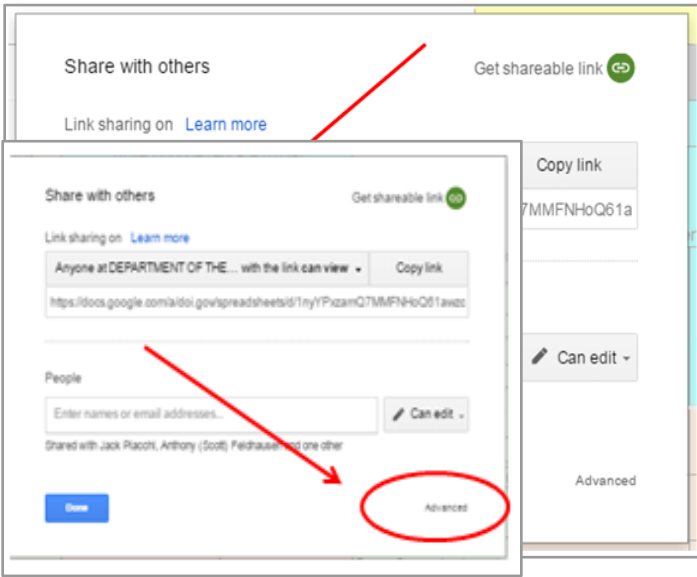 Share with others
Get shareable link
Link sharing on Learn more
Copy link
7MMFNHoQ61a
Can edit
Advanced
Share with others
Get shareable link
Link sharing on Learn more
Anyone at DEPARTMENT OF THE... with the link can view
Copy link
https://docs.google.com/a/doi.gov/spreadsheets/d/1nyYPxzamQ7MMFNHoQ61awzc
People
Enter names or email addresses...
Can edit
Shared with Jack Placchi, Anthony (Scott) Feldhausen and one other
Done
Advanced